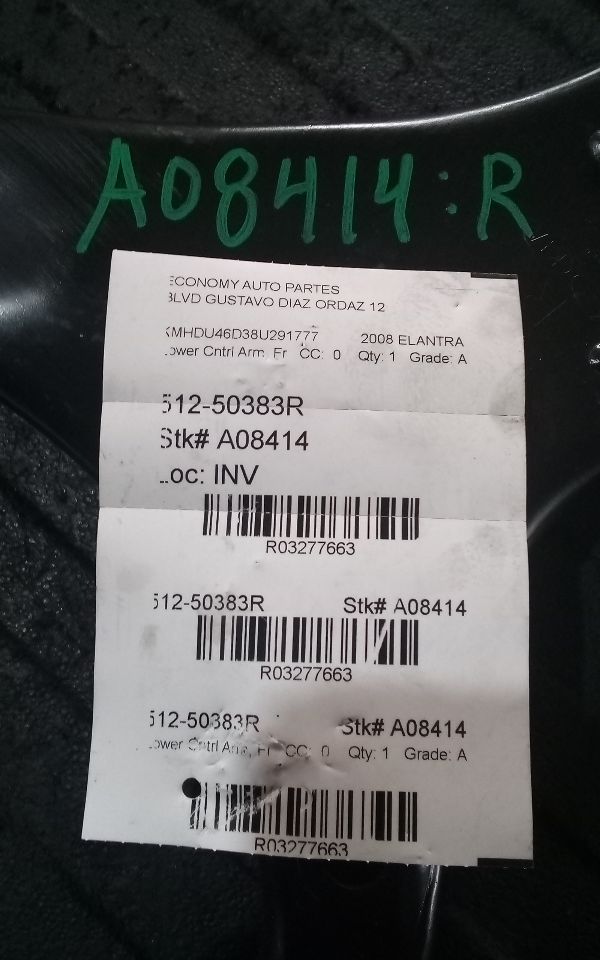 A08414:R
ECONOMY AUTO PARTES
BLVD GUSTAVO DIAZ ORDAZ 12
KMHDU46D38U291777 2008 ELANTRA
Lower Cntrl Arm, Fr CC: 0 Qty: 1 Grade: A
512-50383R
Stk# A08414
Loc: INV
R03277663
512-50383R Stk# A08414
R03277663
512-50383R Stk# A08414
Lower Cntrl Arm, Fr CC: 0 Qty: 1 Grade: A
R03277663